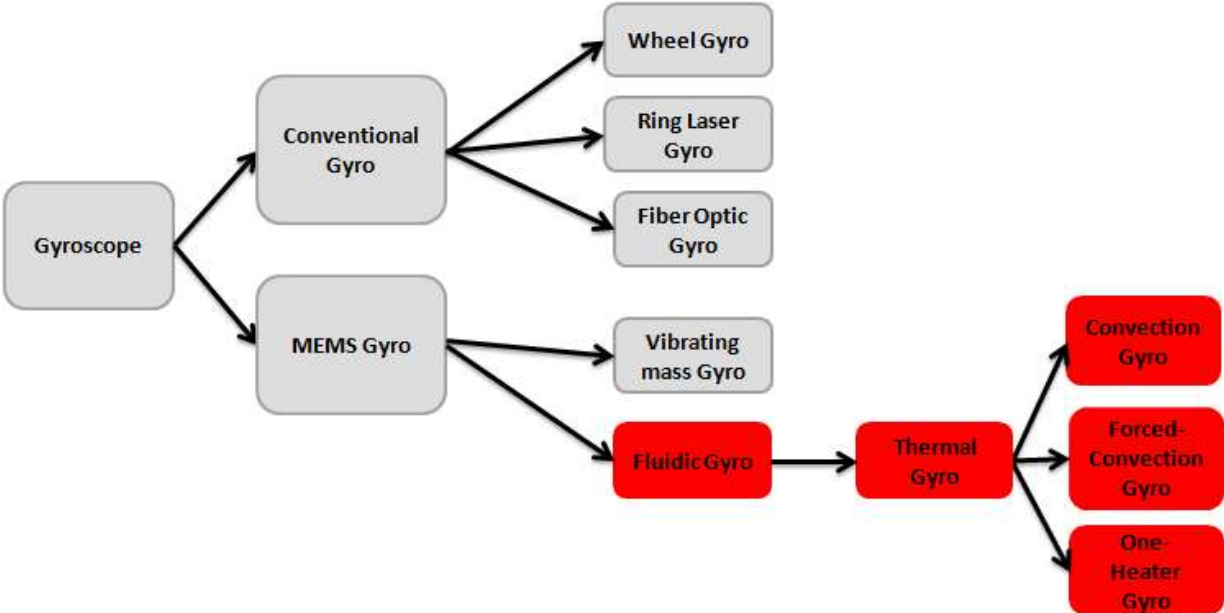 Wheel Gyro
Conventional
Gyro
Ring Laser
Gyro
Fiber Optic
Gyro
Gyroscope
MEMS Gyro
Vibrating
mass Gyro
Fluidic Gyro
Thermal
Gyro
Convection
Gyro
Forced-
Convection
Gyro
One-
Heater
Gyro